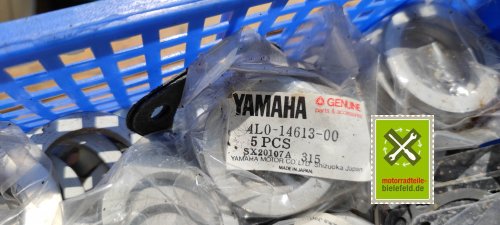 YAMAHA GENUINE
parts & accessories
4L0-14613-00
5 PCS
SX20107A 315
YAMAHA MOTOR CO LTD Shizuoka Japan
MADE IN JAPAN
motorradteile-
bielefeld.de